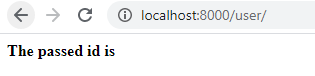 localhost:8000/user/
The passed id is